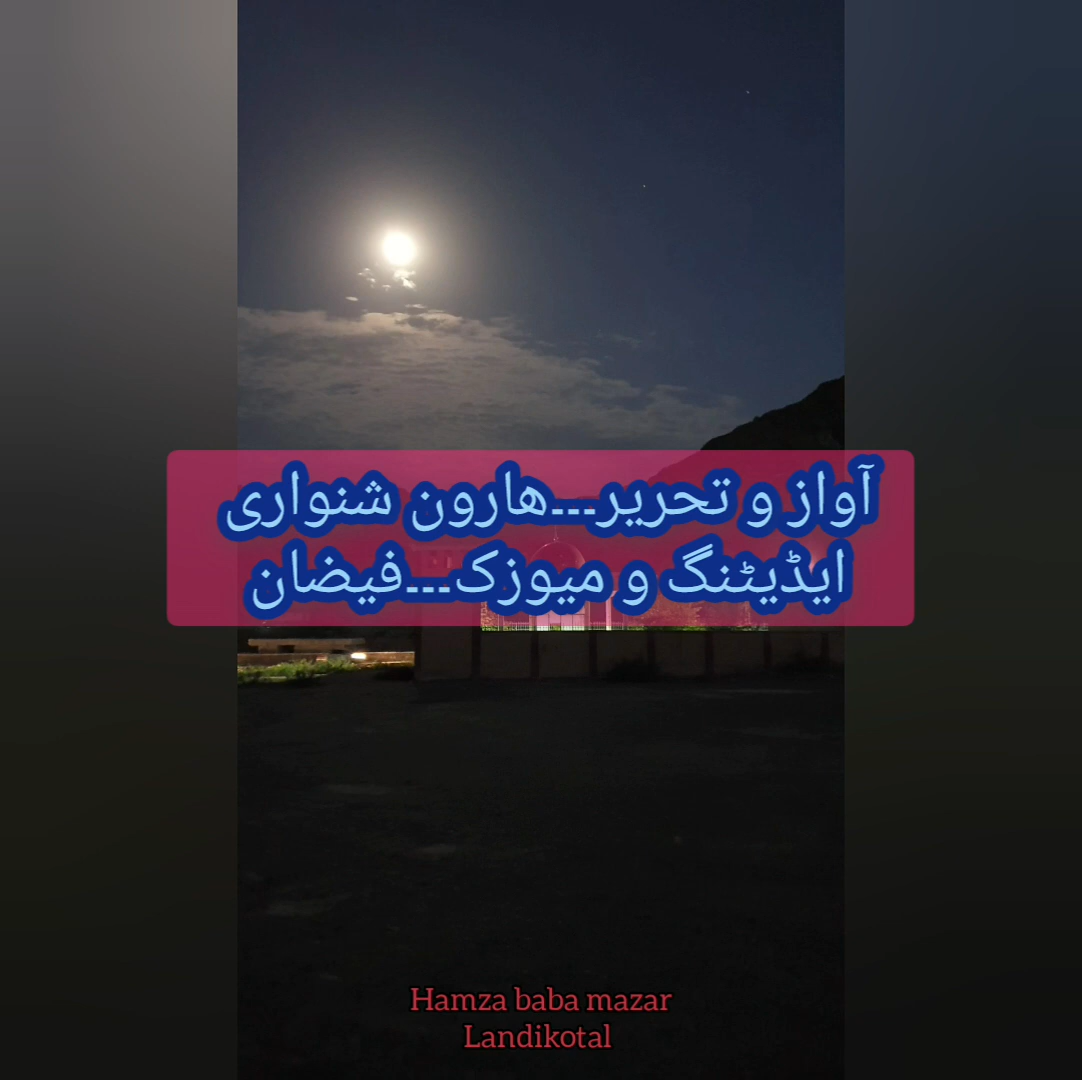 آواز و تحریر---هارون شنواری
ایڈیٹنگ و میوزک---فیضان
Hamza baba mazar
Landikotal